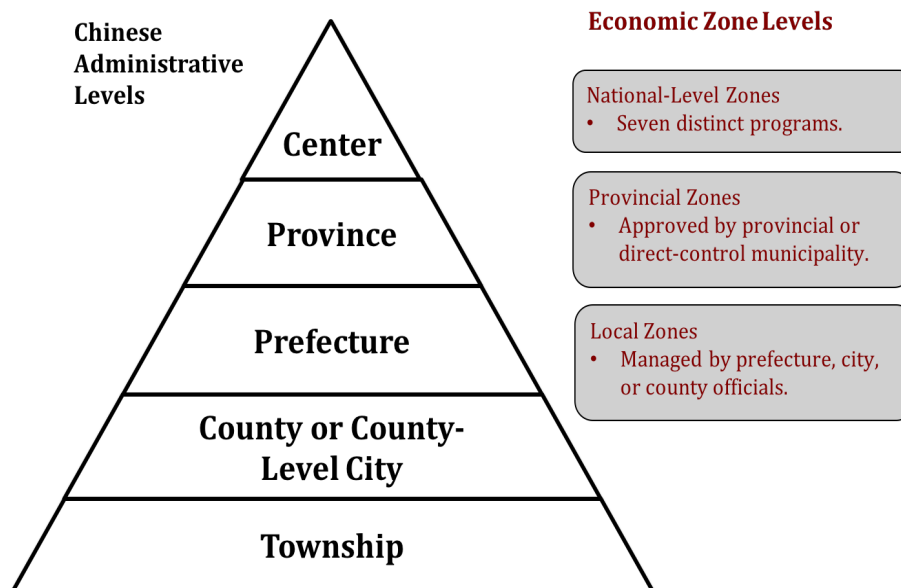 Chinese
Administrative
Levels
Center
Province
Prefecture
County or County-
Level City
Township
Economic Zone Levels
National-Level Zones
• Seven distinct programs.
Provincial Zones
• Approved by provincial or
direct-control municipality.
Local Zones
• Managed by prefecture, city,
or county officials.